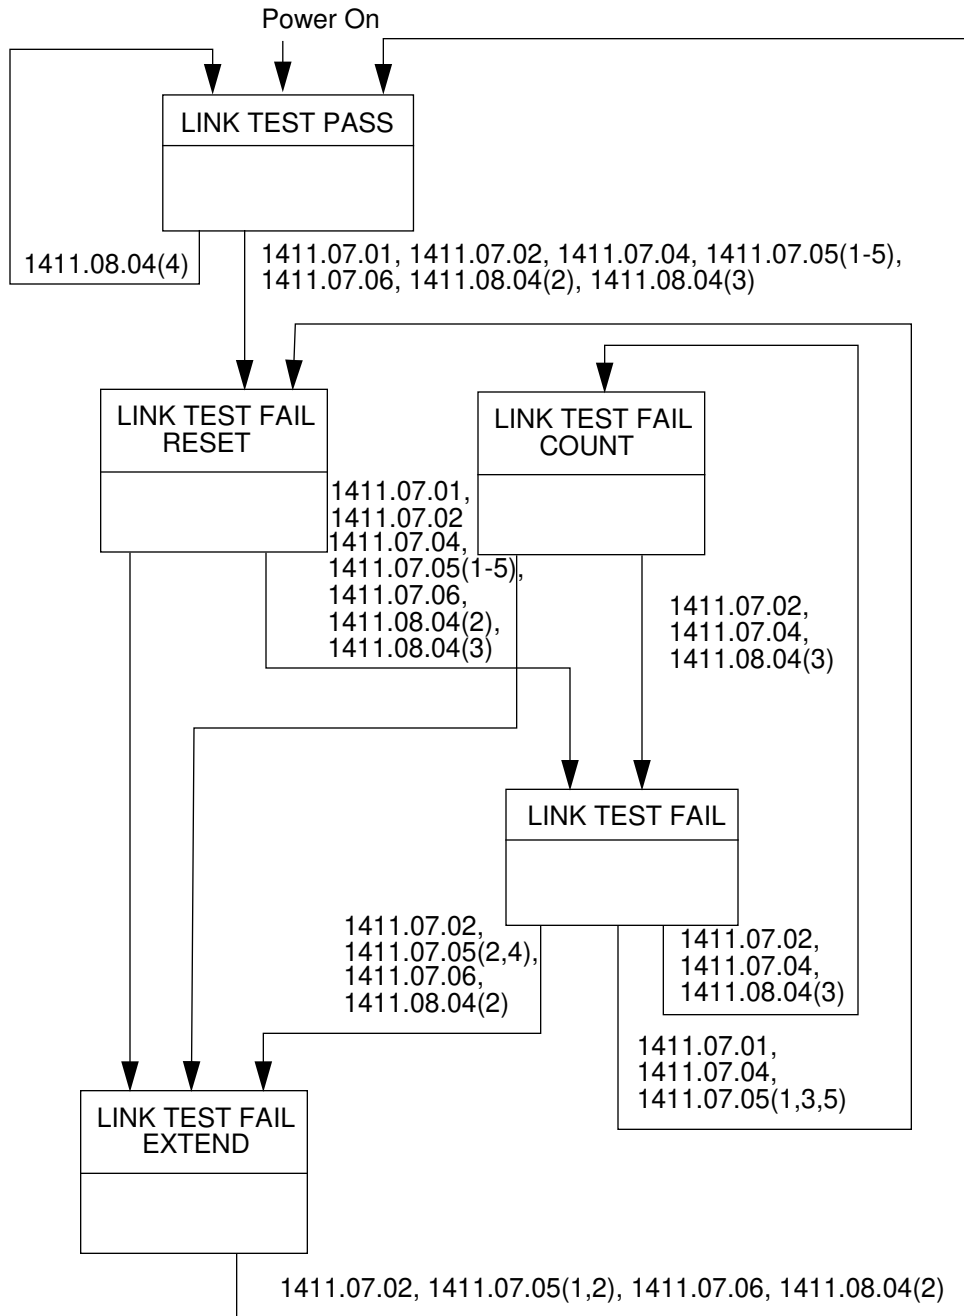 Power On
LINK TEST PASS
1411.08.04(4)
1411.07.01, 1411.07.02, 1411.07.04, 1411.07.05(1-5),
1411.07.06, 1411.08.04(2), 1411.08.04(3)
LINK TEST FAIL
RESET
LINK TEST FAIL
COUNT
1411.07.01,
1411.07.02
1411.07.04,
1411.07.05(1-5),
1411.07.06,
1411.08.04(2),
1411.08.04(3)
1411.07.02,
1411.07.04,
1411.08.04(3)
LINK TEST FAIL
1411.07.02,
1411.07.05(2,4),
1411.07.06,
1411.08.04(2)
1411.07.02,
1411.07.04,
1411.08.04(3)
1411.07.01,
1411.07.04,
1411.07.05(1,3,5)
LINK TEST FAIL
EXTEND
1411.07.02, 1411.07.05(1,2), 1411.07.06, 1411.08.04(2)